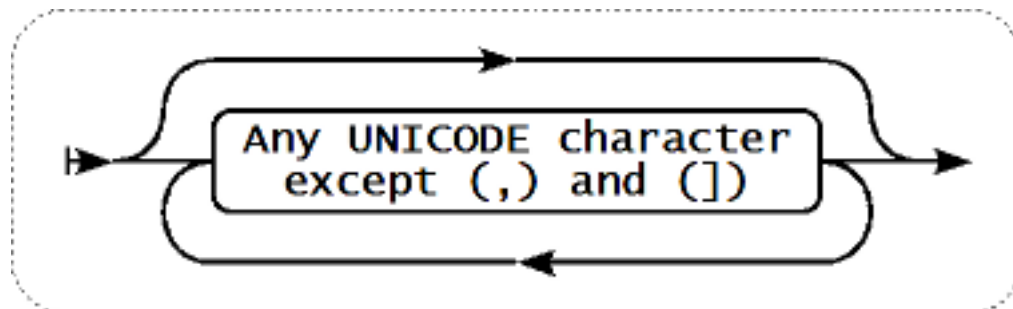 Any UNICODE character
except (,) and (])